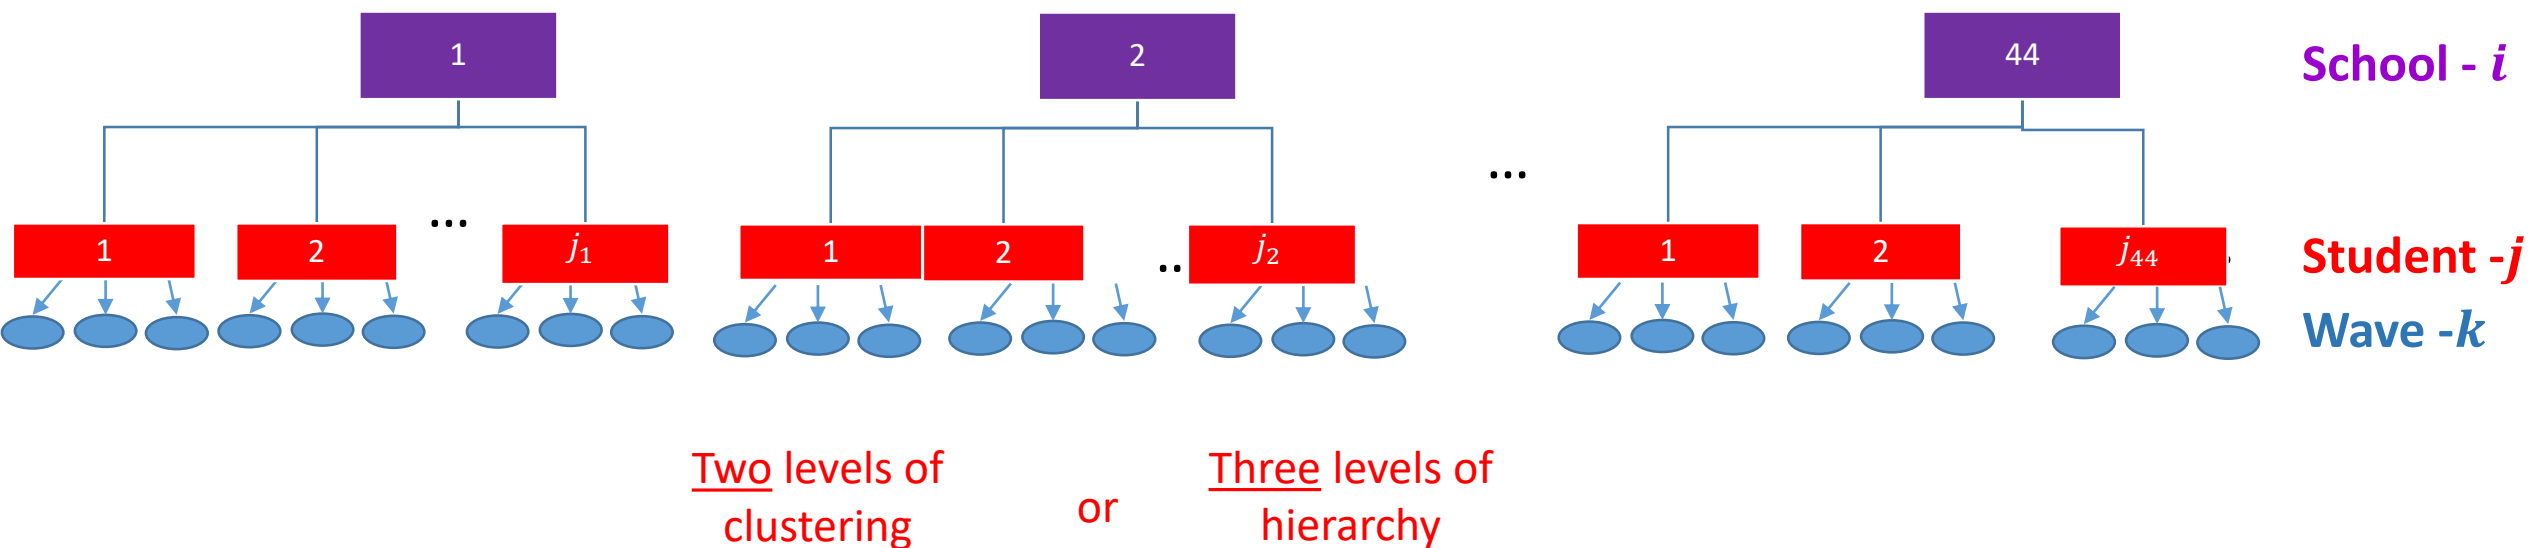 1 2 44 School - i
...
... 
1 2 j₁ 1 2 .. j₂ 1 2 j₄₄ Student -j
Wave -k
Two levels of Three levels of
clustering or hierarchy